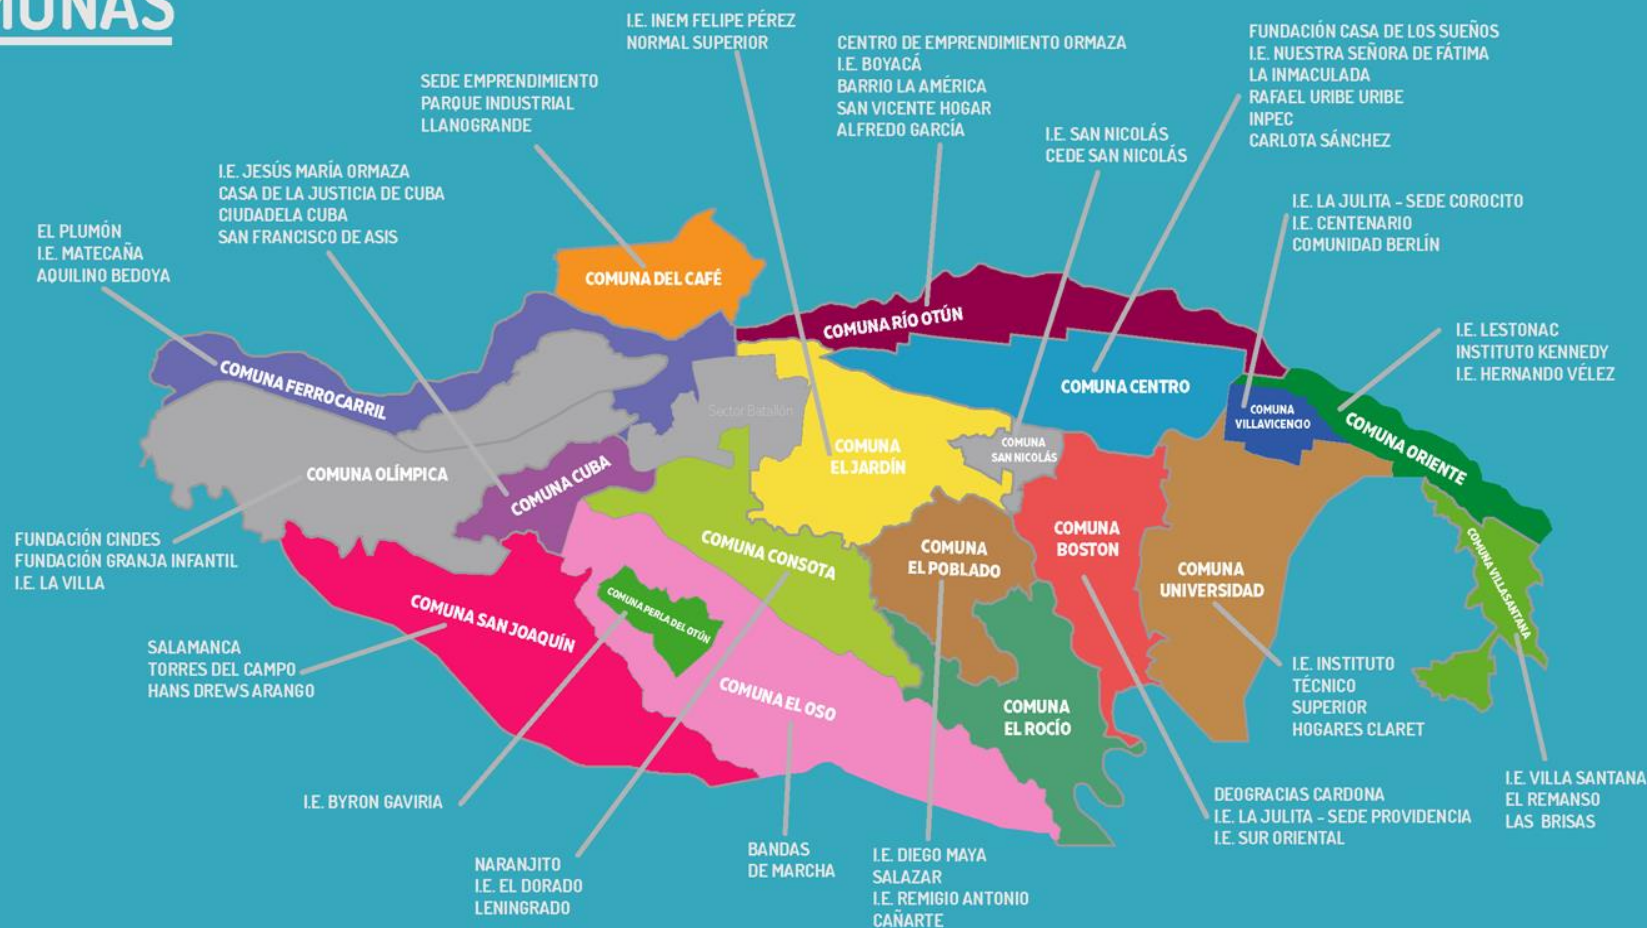 MUNAS
I.E. INEM FELIPE PÉREZ
NORMAL SUPERIOR
CENTRO DE EMPRENDIMIENTO ORMAZA
I.E. BOYACÁ
BARRIO LA AMÉRICA
SAN VICENTE HOGAR
ALFREDO GARCÍA
FUNDACIÓN CASA DE LOS SUEÑOS
I.E. NUESTRA SEÑORA DE FÁTIMA
LA INMACULADA
RAFAEL URIBE URIBE
INPEC
CARLOTA SÁNCHEZ
SEDE EMPRENDIMIENTO
PARQUE INDUSTRIAL
LLANOGRANDE
I.E. SAN NICOLÁS
CEDE SAN NICOLÁS
I.E. JESÚS MARÍA ORMAZA
CASA DE LA JUSTICIA DE CUBA
CIUDADELA CUBA
SAN FRANCISCO DE ASIS
I.E. LA JULITA - SEDE COROCITO
I.E. CENTENARIO
COMUNIDAD BERLÍN
EL PLUMÓN
I.E. MATECAÑA
AQUILINO BEDOYA
I.E. LESTONAC
INSTITUTO KENNEDY
I.E. HERNANDO VÉLEZ
COMUNA DEL CAFÉ
COMUNA RÍO OTÚN
COMUNA FERROCARRIL
COMUNA CENTRO
Sector Batallón
COMUNA
VILLAVICENCIO
COMUNA ORIENTE
COMUNA
EL JARDÍN
COMUNA
SAN NICOLÁS
COMUNA OLÍMPICA
COMUNA CUBA
COMUNA CONSOTA
COMUNA
EL POBLADO
COMUNA
BOSTON
COMUNA
UNIVERSIDAD
COMUNA VILLASANTANA
FUNDACIÓN CINDES
FUNDACIÓN GRANJA INFANTIL
I.E. LA VILLA
COMUNA SAN JOAQUÍN
COMUNA PERLA DEL OTÚN
COMUNA EL OSO
COMUNA
EL ROCÍO
SALAMANCA
TORRES DEL CAMPO
HANS DREWS ARANGO
I.E. INSTITUTO
TÉCNICO
SUPERIOR
HOGARES CLARET
I.E. BYRON GAVIRIA
I.E. VILLA SANTANA
EL REMANSO
LAS BRISAS
DEOGRACIAS CARDONA
I.E. LA JULITA - SEDE PROVIDENCIA
I.E. SUR ORIENTAL
NARANJITO
I.E. EL DORADO
LENINGRADO
BANDAS
DE MARCHA
I.E. DIEGO MAYA
SALAZAR
I.E. REMIGIO ANTONIO
CAÑARTE